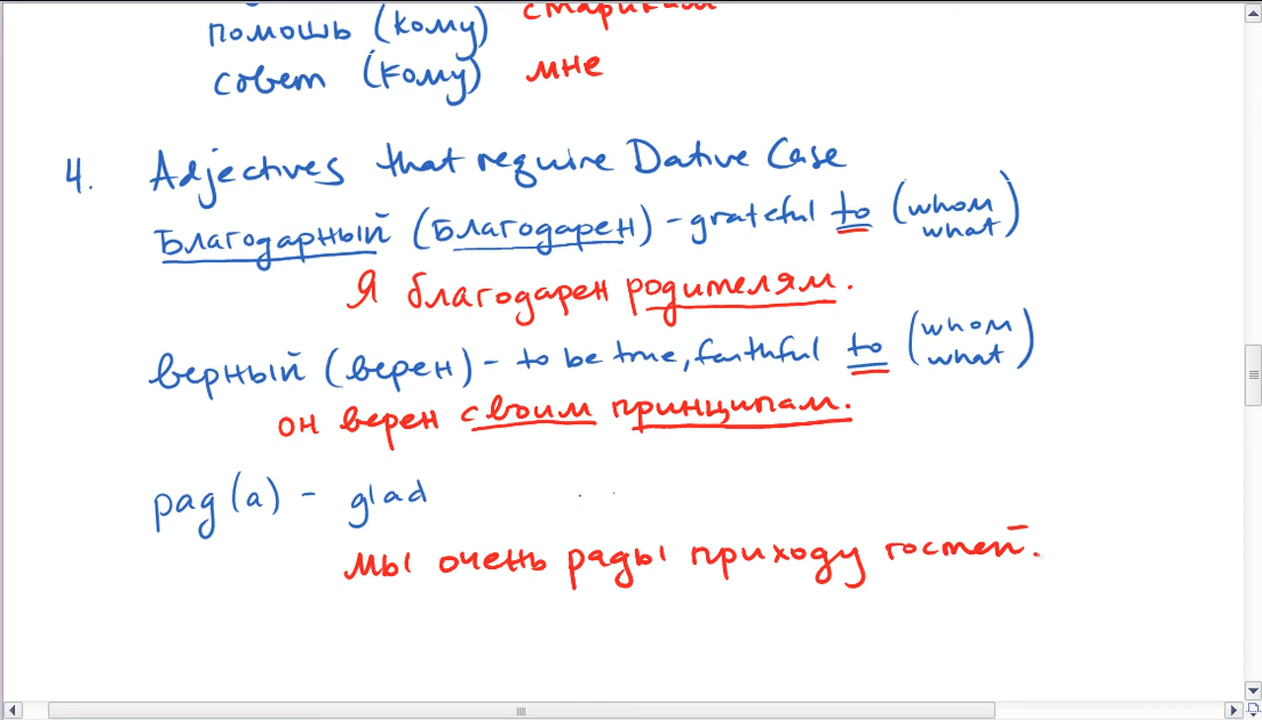 помощь (кому) старикам
совет (кому) мне
4. Adjectives that require Dative Case
Благодарный (Благодарен) - grateful to (whom what)
Я благодарен родителям.
верный (верен) - to be true, faithful to (whom what)
он верен своим принципам.
рад(а) - glad
мы очень рады приходу гостей.